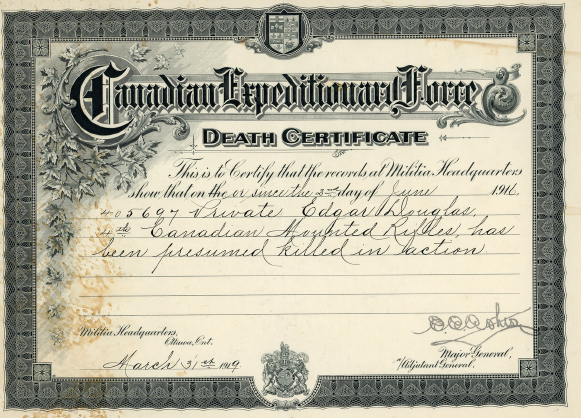 Canadian Expeditionary Force
DEATH CERTIFICATE
This is to Certify that the records at Militia Headquarters
show that on the or since the 2nd day of June 1916
405697 Private Edgar Douglas,
4th Canadian Mounted Rifles, has
been presumed killed in action
Militia Headquarters,
Ottawa, Ont.
March 31st 1919
Major General,
Adjutant General.